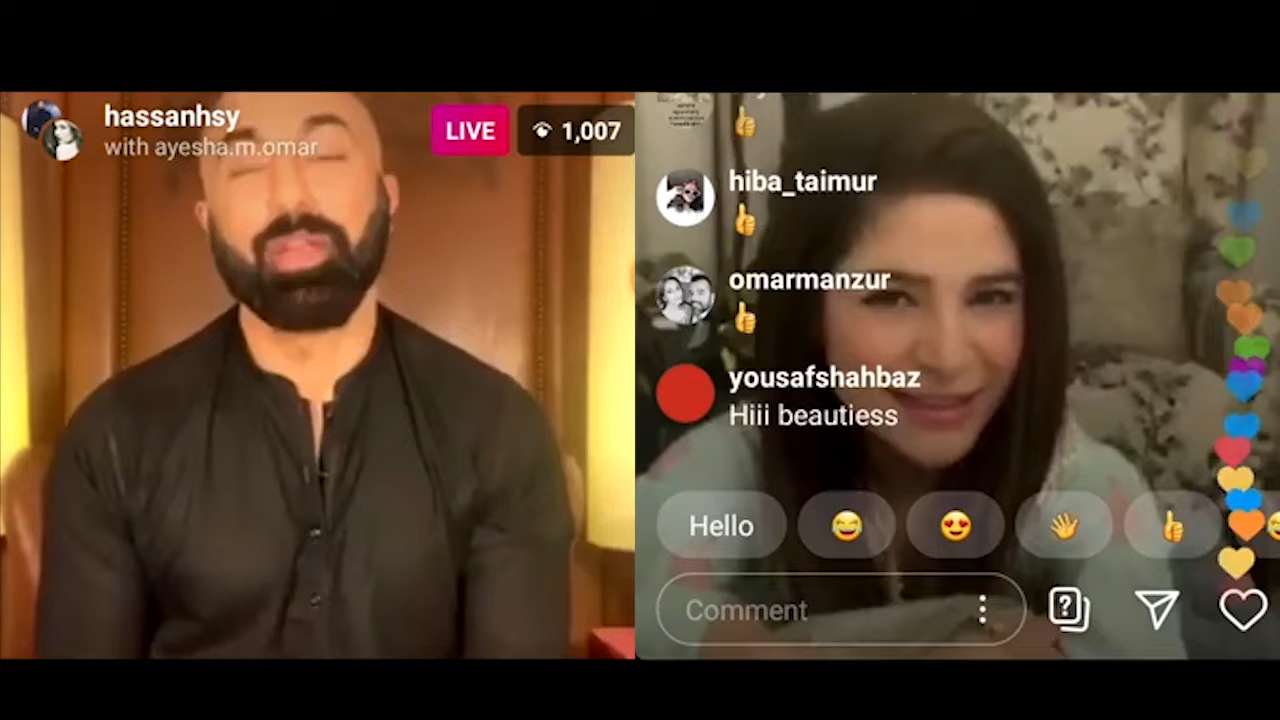 hassanhsy
with ayesha.m.omar
LIVE
1,007
hiba_taimur
omarmanzur
yousafshahbaz
Hiii beautiess
Hello
Comment